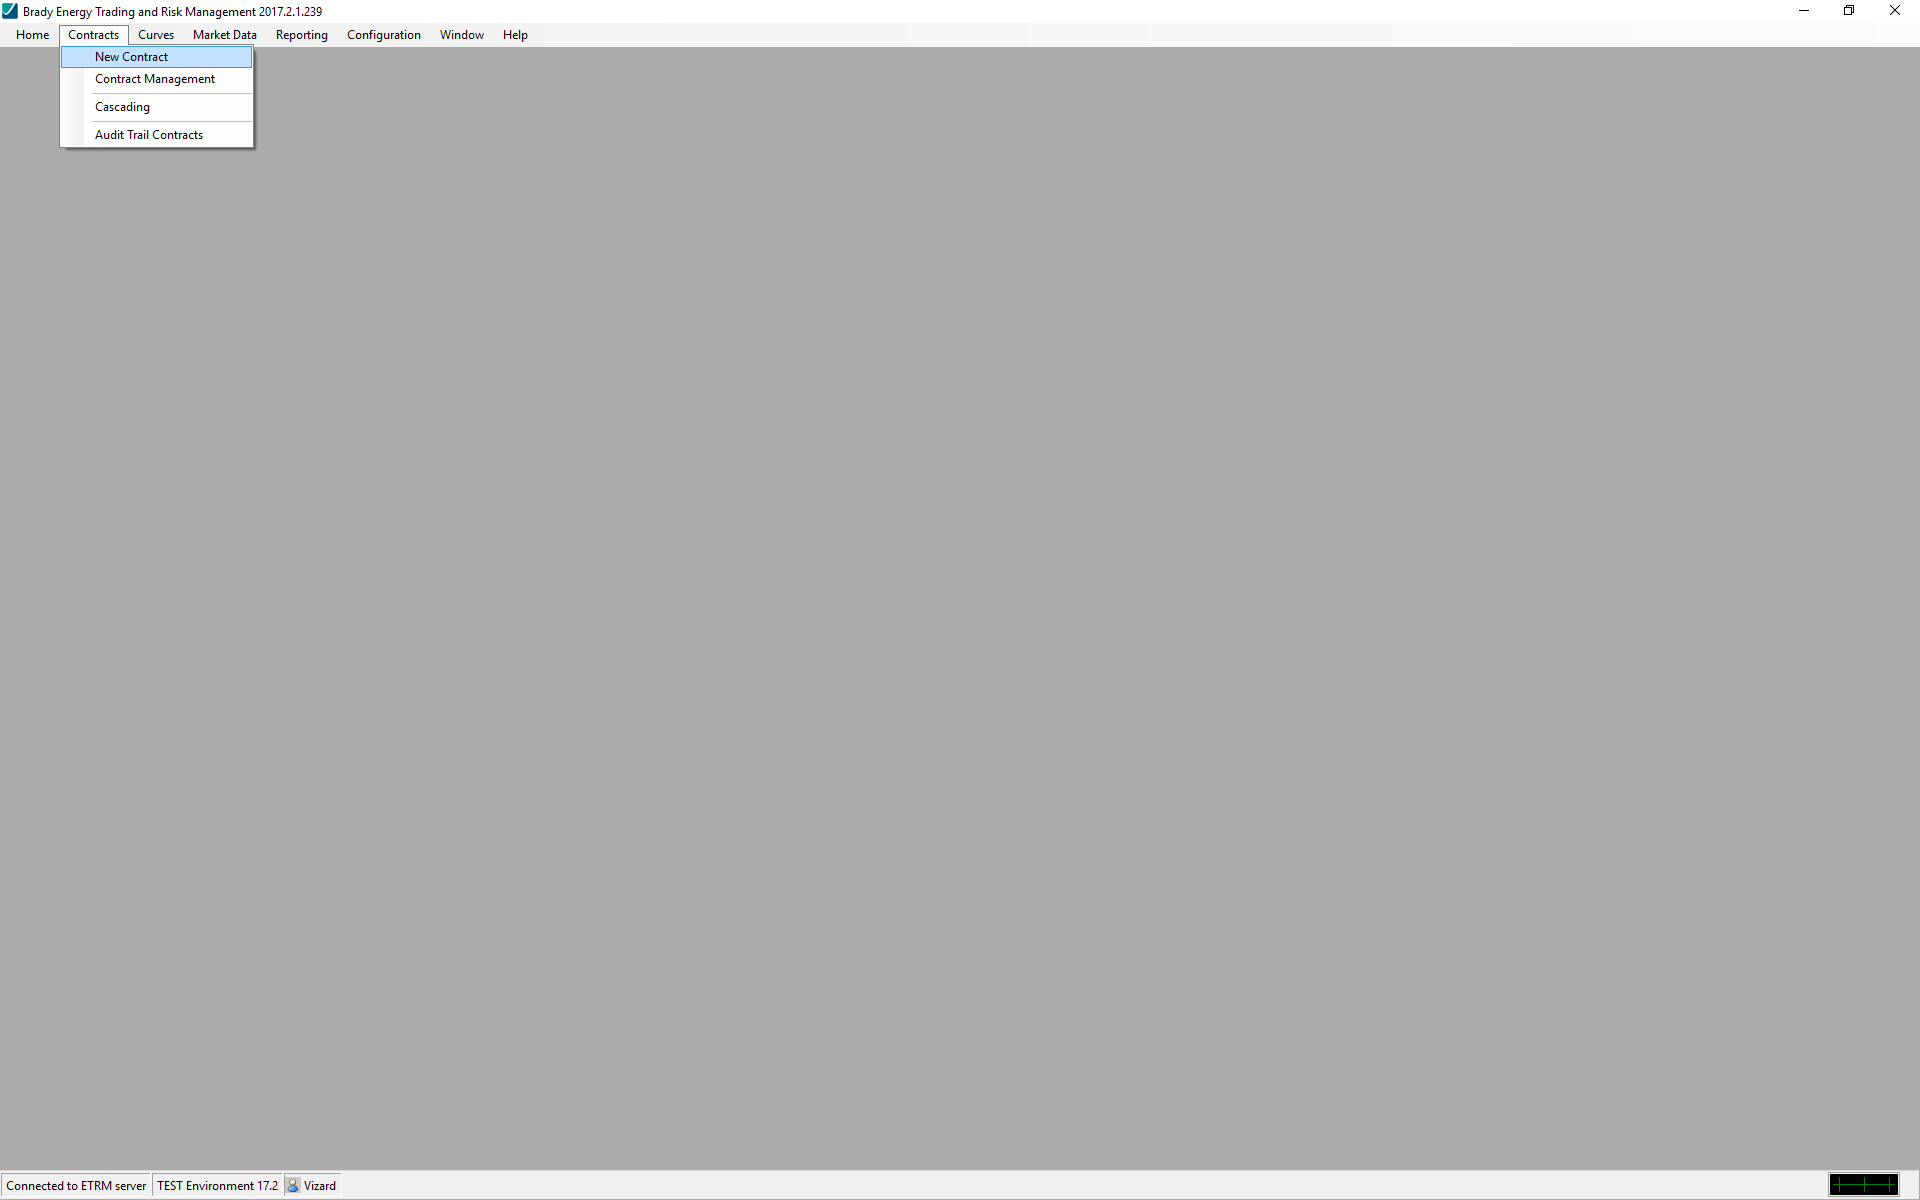 Brady Energy Trading and Risk Management 2017.2.1.239
Home Contracts Curves Market Data Reporting Configuration Window Help
New Contract
Contract Management
Cascading
Audit Trail Contracts
Connected to ETRM server TEST Environment 17.2 Vizard